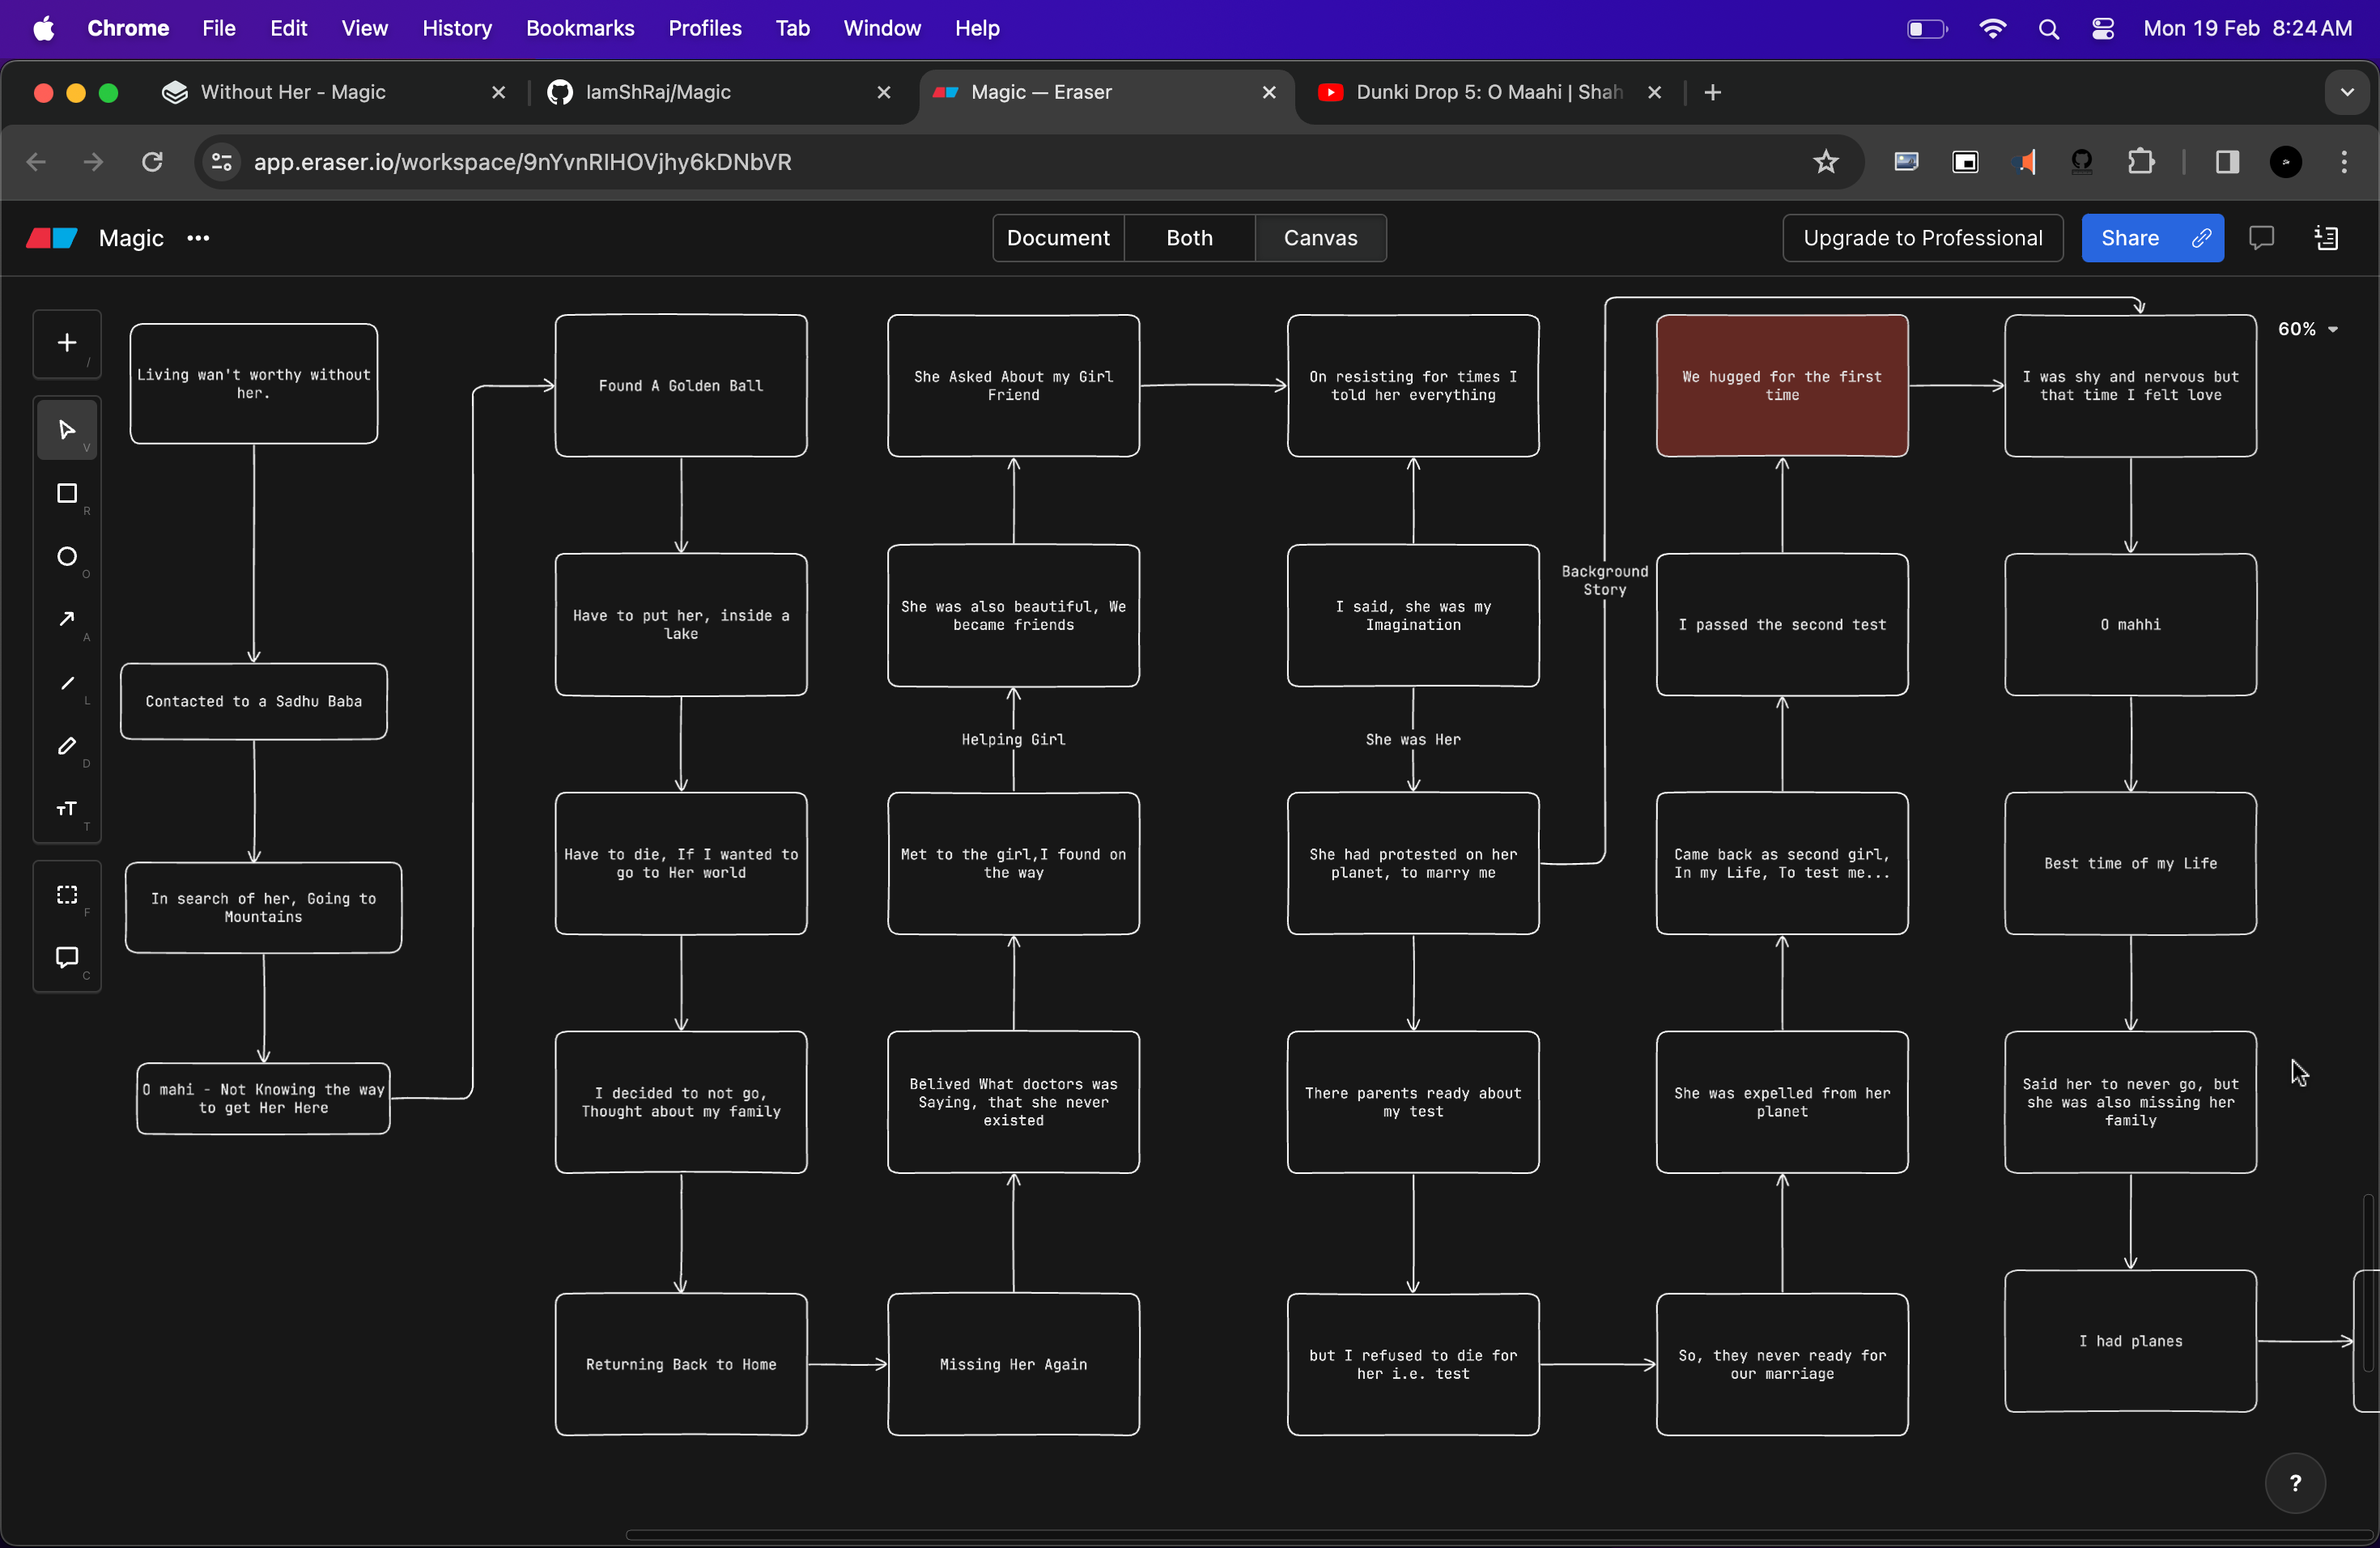 Chrome File Edit View History Bookmarks Profiles Tab Window Help Mon 19 Feb 8:24 AM
Without Her - Magic
IamShRaj/Magic
Magic — Eraser
Dunki Drop 5: O Maahi | Shah
app.eraser.io/workspace/9nYvnRIHOVjhy6kDNbVR
Magic
Document Both Canvas
Upgrade to Professional
Share
60%
/
V
R
O
A
L
D
T
F
C
Living wan't worthy without
her.
Contacted to a Sadhu Baba
In search of her, Going to
Mountains
O mahi - Not Knowing the way
to get Her Here
Found A Golden Ball
Have to put her, inside a
lake
Have to die, If I wanted to
go to Her world
I decided to not go,
Thought about my family
Returning Back to Home
Missing Her Again
Belived What doctors was
Saying, that she never
existed
Met to the girl,I found on
the way
Helping Girl
She was also beautiful, We
became friends
She Asked About my Girl
Friend
On resisting for times I
told her everything
I said, she was my
Imagination
She was Her
She had protested on her
planet, to marry me
Background
Story
There parents ready about
my test
but I refused to die for
her i.e. test
So, they never ready for
our marriage
She was expelled from her
planet
Came back as second girl,
In my Life, To test me...
I passed the second test
We hugged for the first
time
I was shy and nervous but
that time I felt love
O mahhi
Best time of my Life
Said her to never go, but
she was also missing her
family
I had planes
?